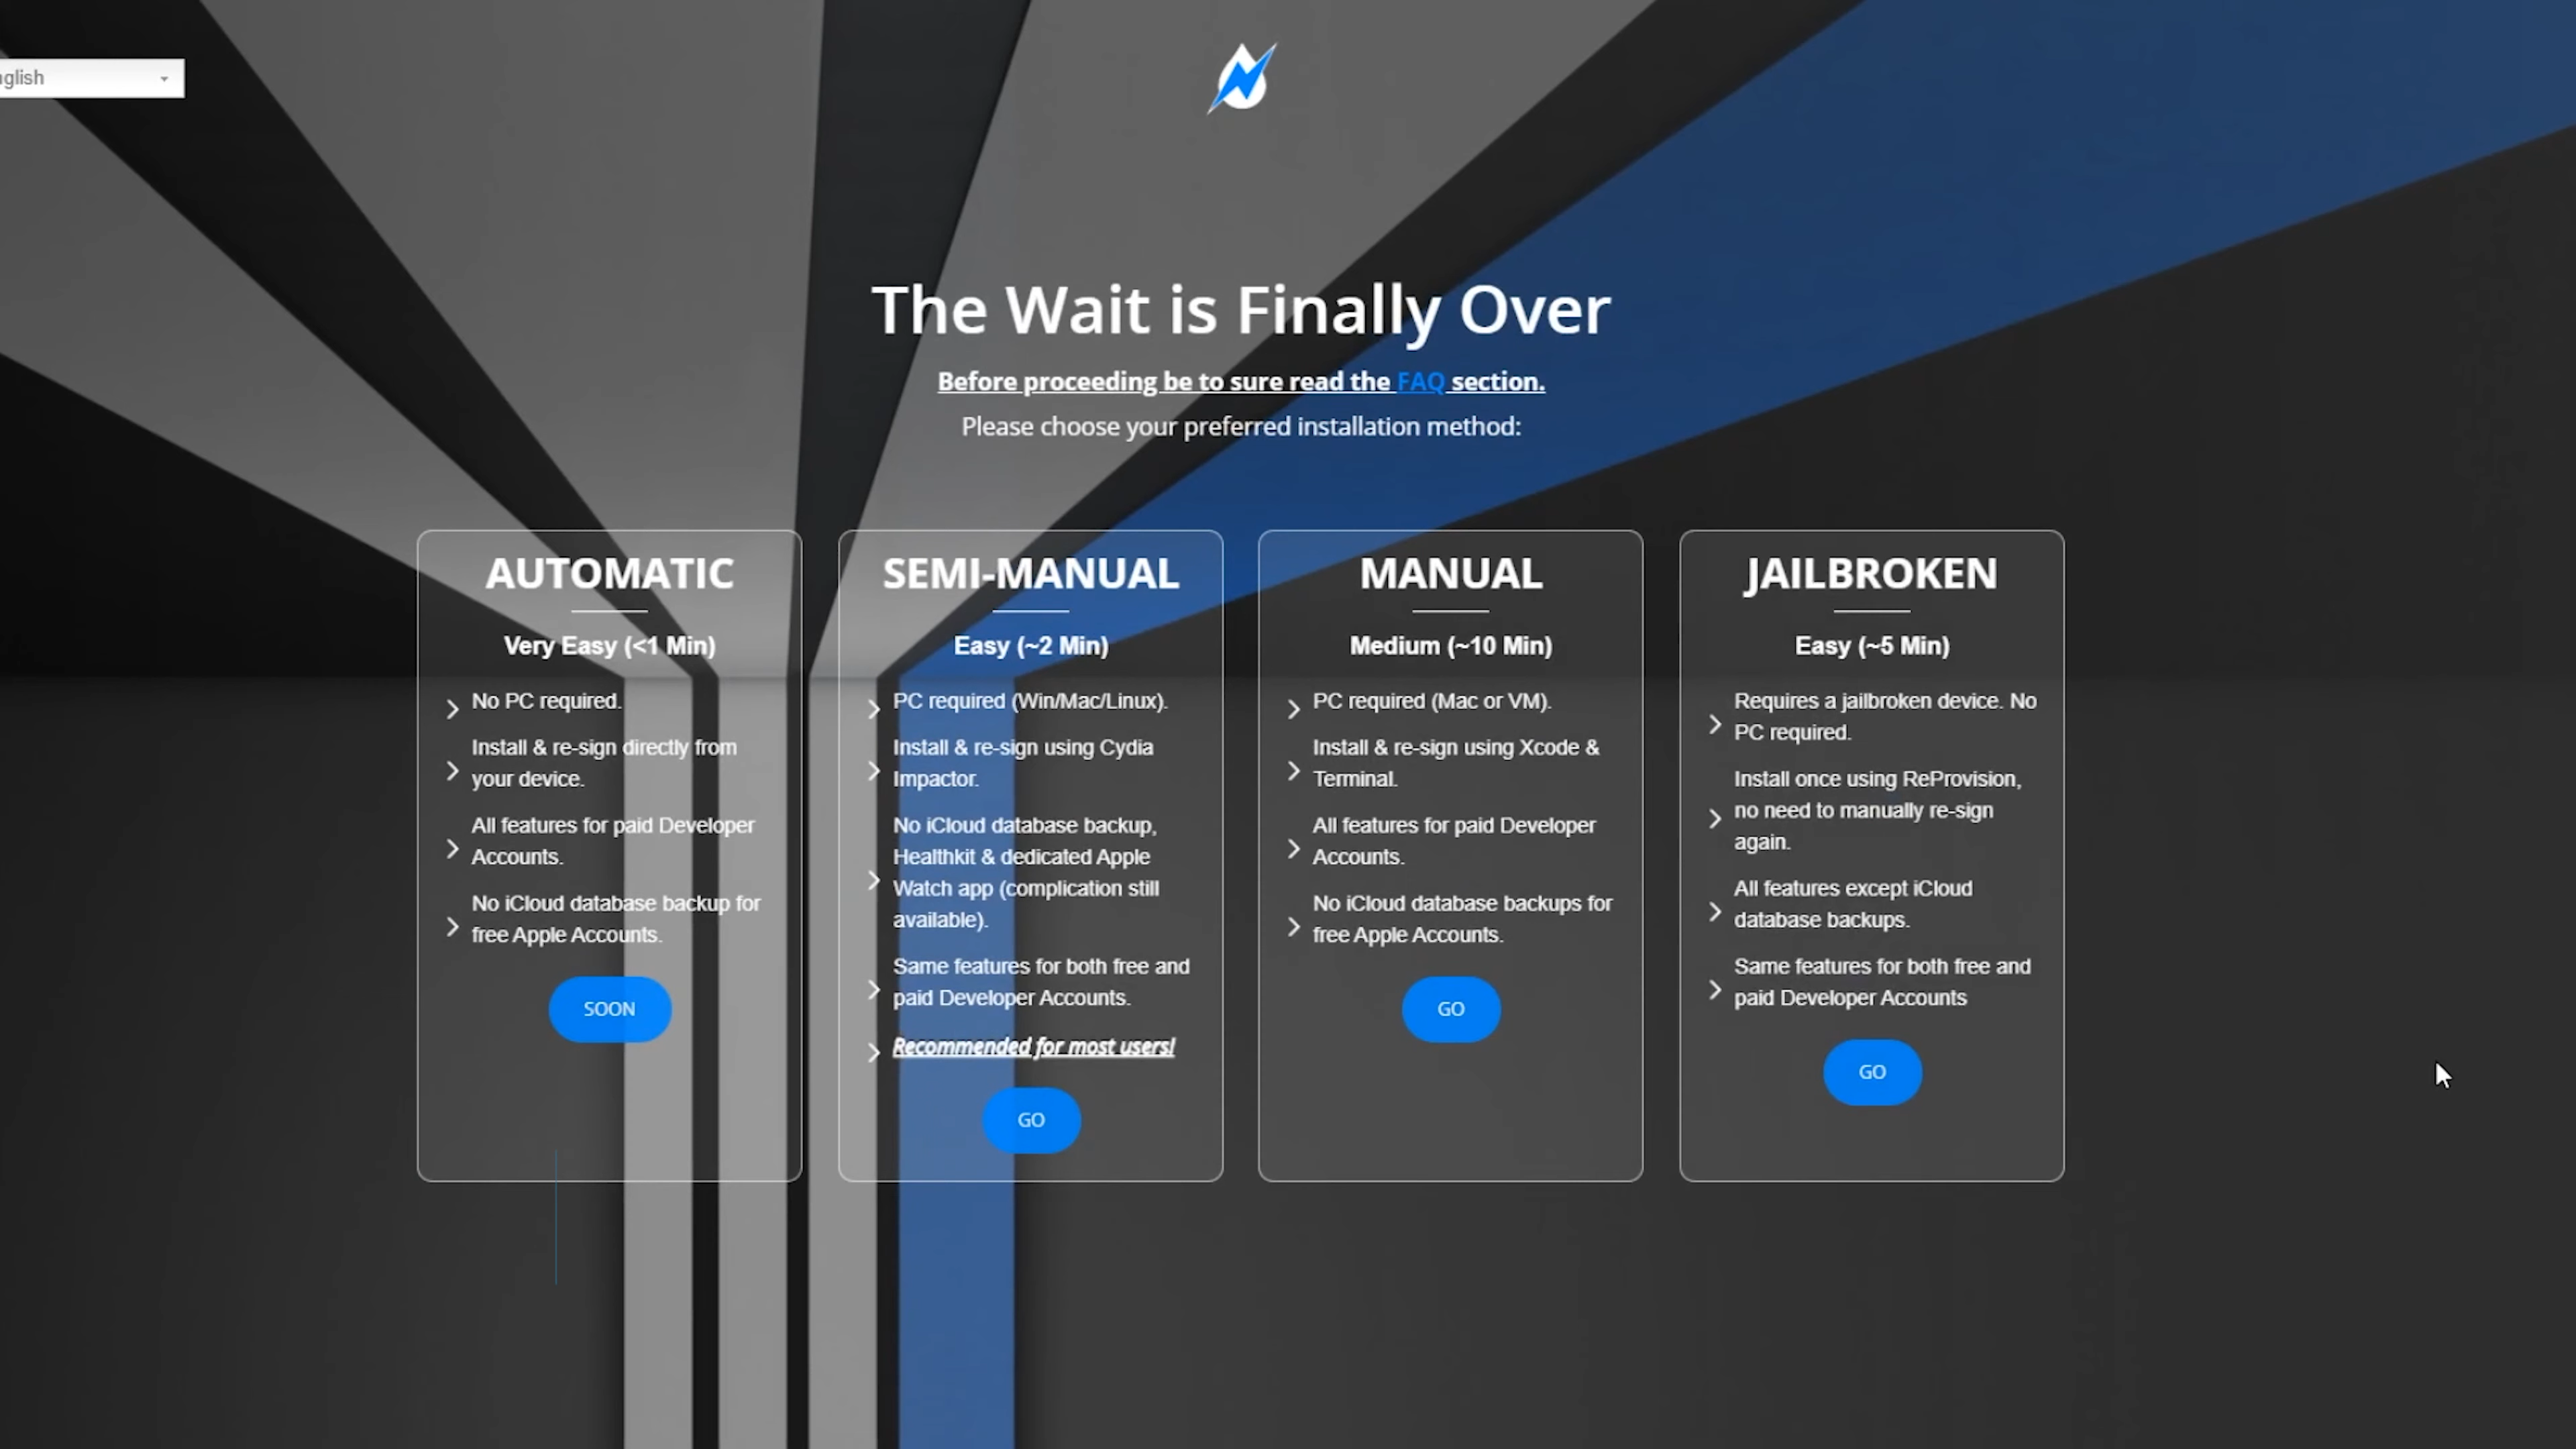 The Wait is Finally Over
Before proceeding be to sure read the FAQ section.
Please choose your preferred installation method:
AUTOMATIC
Very Easy (<1 Min)
No PC required.
Install & re-sign directly from
your device.
All features for paid Developer
Accounts.
No iCloud database backup for
free Apple Accounts.
SOON
SEMI-MANUAL
Easy (~2 Min)
PC required (Win/Mac/Linux).
Install & re-sign using Cydia
Impactor.
No iCloud database backup,
Healthkit & dedicated Apple
Watch app (complication still
available).
Same features for both free and
paid Developer Accounts.
Recommended for most users!
GO
MANUAL
Medium (~10 Min)
PC required (Mac or VM).
Install & re-sign using Xcode &
Terminal.
All features for paid Developer
Accounts.
No iCloud database backups for
free Apple Accounts.
GO
JAILBROKEN
Easy (~5 Min)
Requires a jailbroken device. No
PC required.
Install once using ReProvision,
no need to manually re-sign
again.
All features except iCloud
database backups.
Same features for both free and
paid Developer Accounts
GO